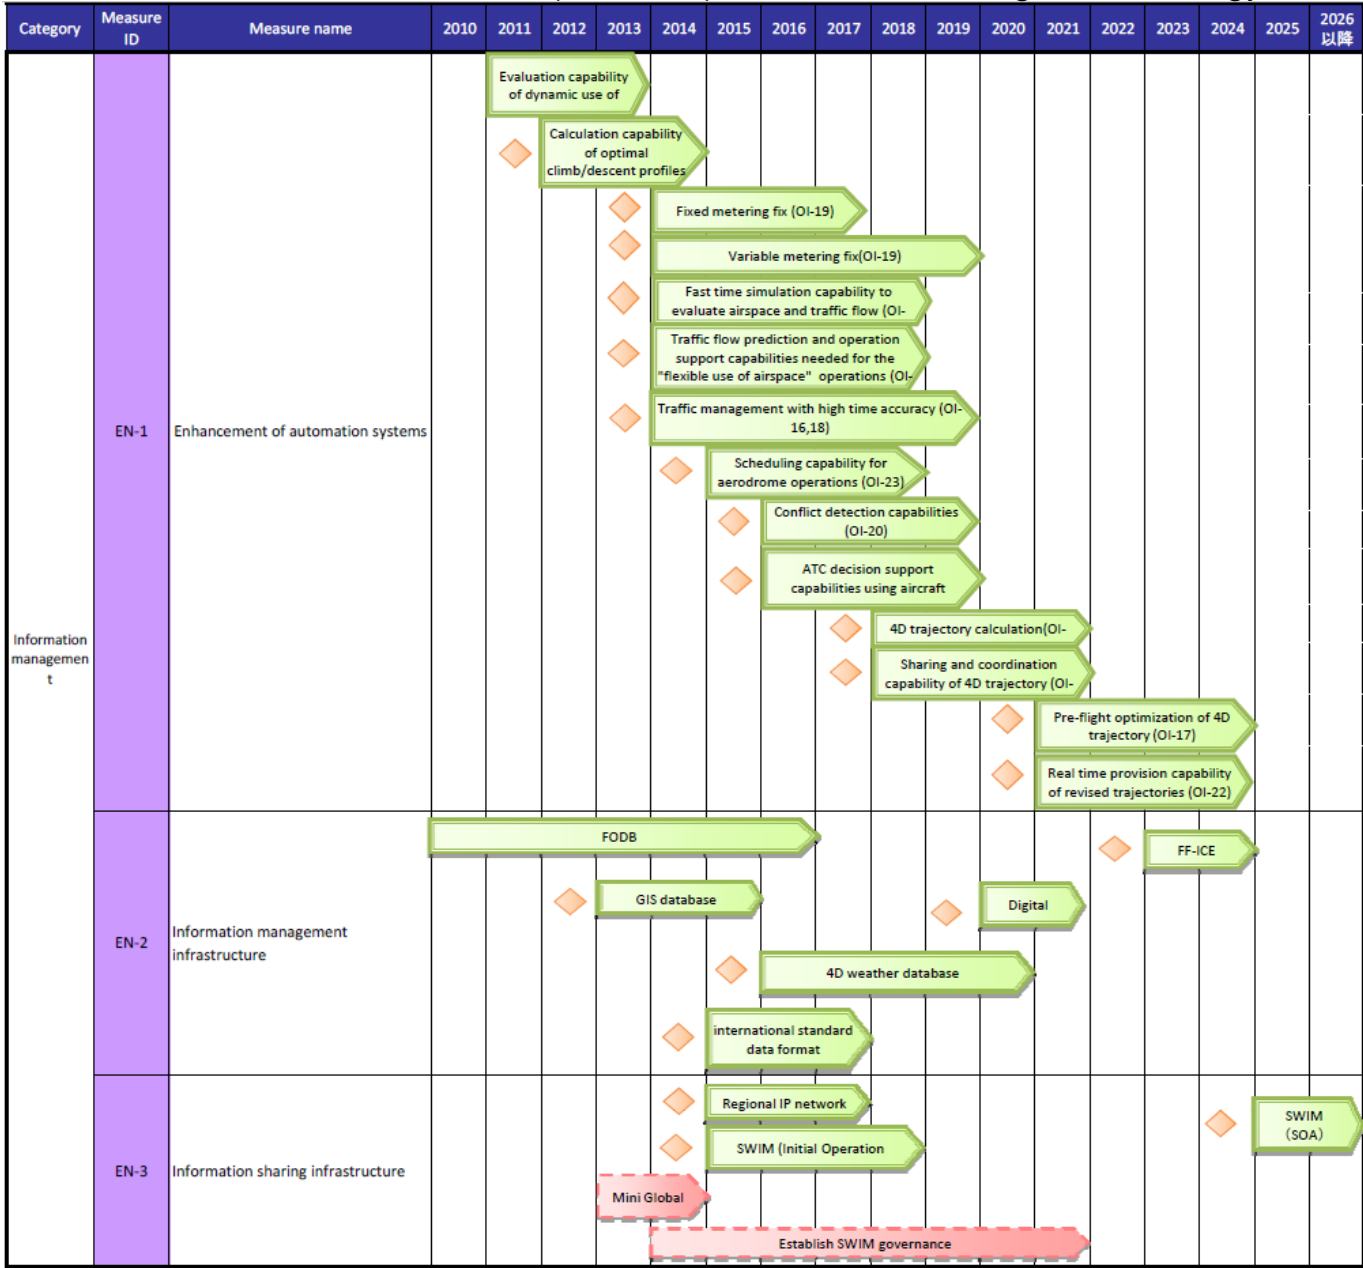 Category
Measure
ID
Measure name
2010
2011
2012
2013
2014
2015
2016
2017
2018
2019
2020
2021
2022
2023
2024
2025
2026
以降
Information
managemen
t
EN-1
Enhancement of automation systems
Evaluation capability
of dynamic use of
Calculation capability
of optimal
climb/descent profiles
Fixed metering fix (OI-19)
Variable metering fix(OI-19)
Fast time simulation capability to
evaluate airspace and traffic flow (OI-
Traffic flow prediction and operation
support capabilities needed for the
"flexible use of airspace" operations (OI-
Traffic management with high time accuracy (OI-
16,18)
Scheduling capability for
aerodrome operations (OI-23)
Conflict detection capabilities
(OI-20)
ATC decision support
capabilities using aircraft
4D trajectory calculation(OI-
Sharing and coordination
capability of 4D trajectory (OI-
Pre-flight optimization of 4D
trajectory (OI-17)
Real time provision capability
of revised trajectories (OI-22)
EN-2
Information management
infrastructure
FODB
FF-ICE
GIS database
Digital
4D weather database
international standard
data format
EN-3
Information sharing infrastructure
Regional IP network
SWIM
(SOA)
SWIM (Initial Operation
Mini Global
Establish SWIM governance